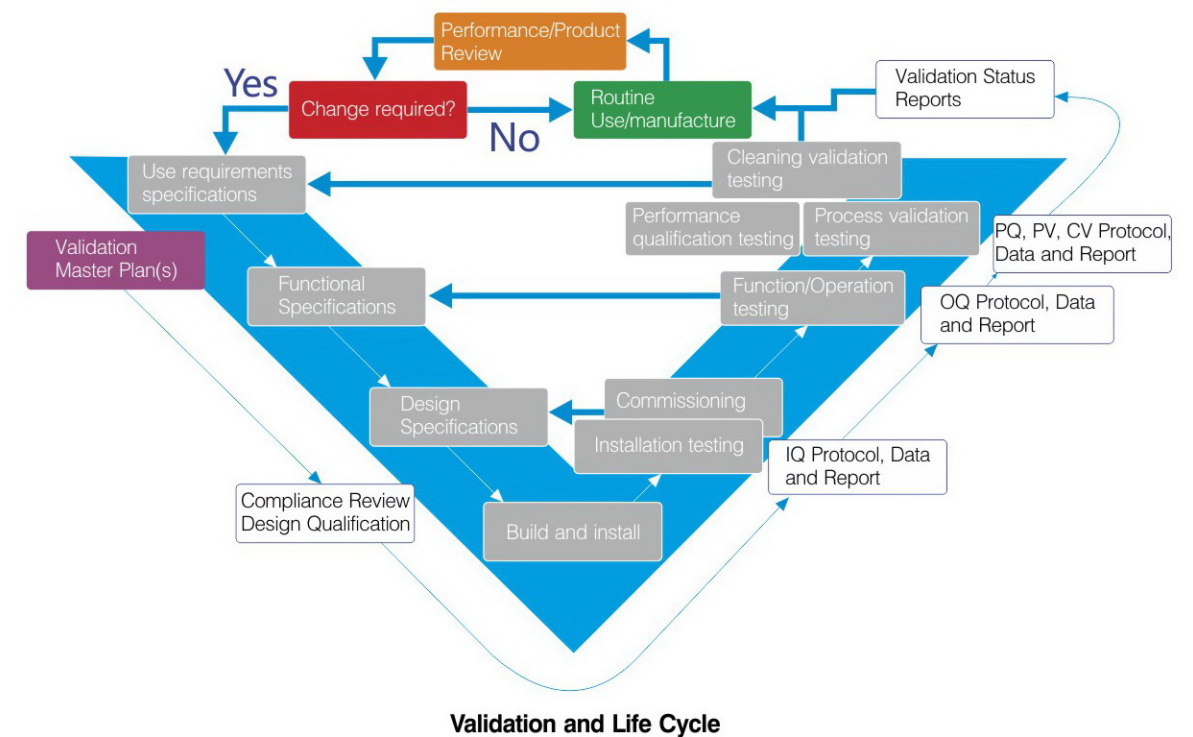 Performance/Product
Review
Yes
Change required?
No
Routine
Use/manufacture
Validation Status
Reports
Use requirements
specifications
Cleaning validation
testing
Performance
qualification testing
Process validation
testing
PQ, PV, CV Protocol,
Data and Report
Validation
Master Plan(s)
Functional
Specifications
Function/Operation
testing
OQ Protocol, Data
and Report
Design
Specifications
Commissioning
Installation testing
IQ Protocol, Data
and Report
Compliance Review
Design Qualification
Build and install
Validation and Life Cycle